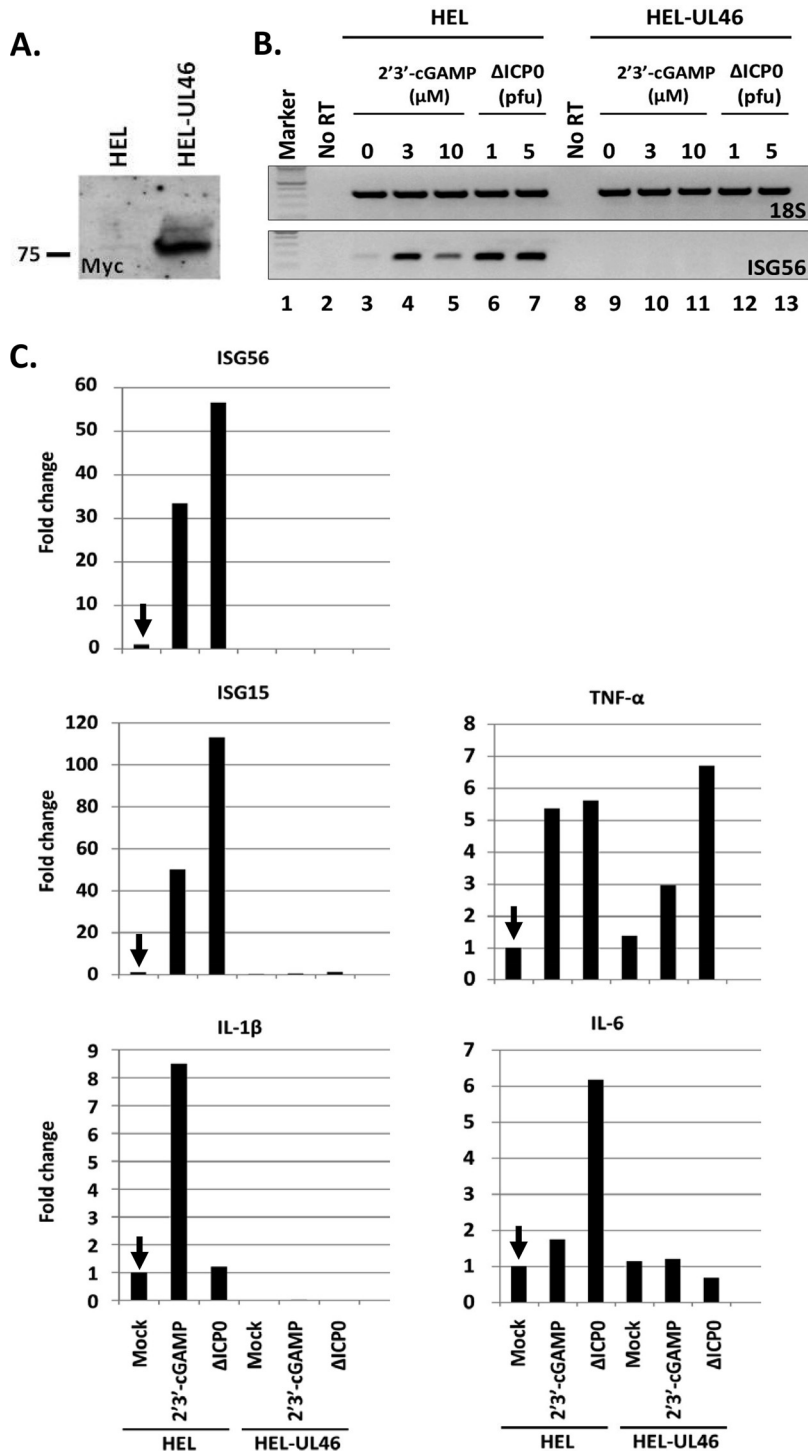 A.
HEL
HEL-UL46
75
Myc
B.
HEL
HEL-UL46
2'3'-cGAMP
(μM)
ΔICP0
(pfu)
2'3'-cGAMP
(μM)
ΔICP0
(pfu)
Marker
No RT
0 3 10 1 5
No RT
0 3 10 1 5
18S
ISG56
1 2 3 4 5 6 7 8 9 10 11 12 13
C.
ISG56
Fold change
60
50
40
30
20
10
0
ISG15
Fold change
120
100
80
60
40
20
0
TNF-α
8
7
6
5
4
3
2
1
0
IL-1β
Fold change
9
8
7
6
5
4
3
2
1
0
Mock
2'3'-cGAMP
ΔICP0
Mock
2'3'-cGAMP
ΔICP0
HEL
HEL-UL46
IL-6
7
6
5
4
3
2
1
0
Mock
2'3'-cGAMP
ΔICP0
Mock
2'3'-cGAMP
ΔICP0
HEL
HEL-UL46